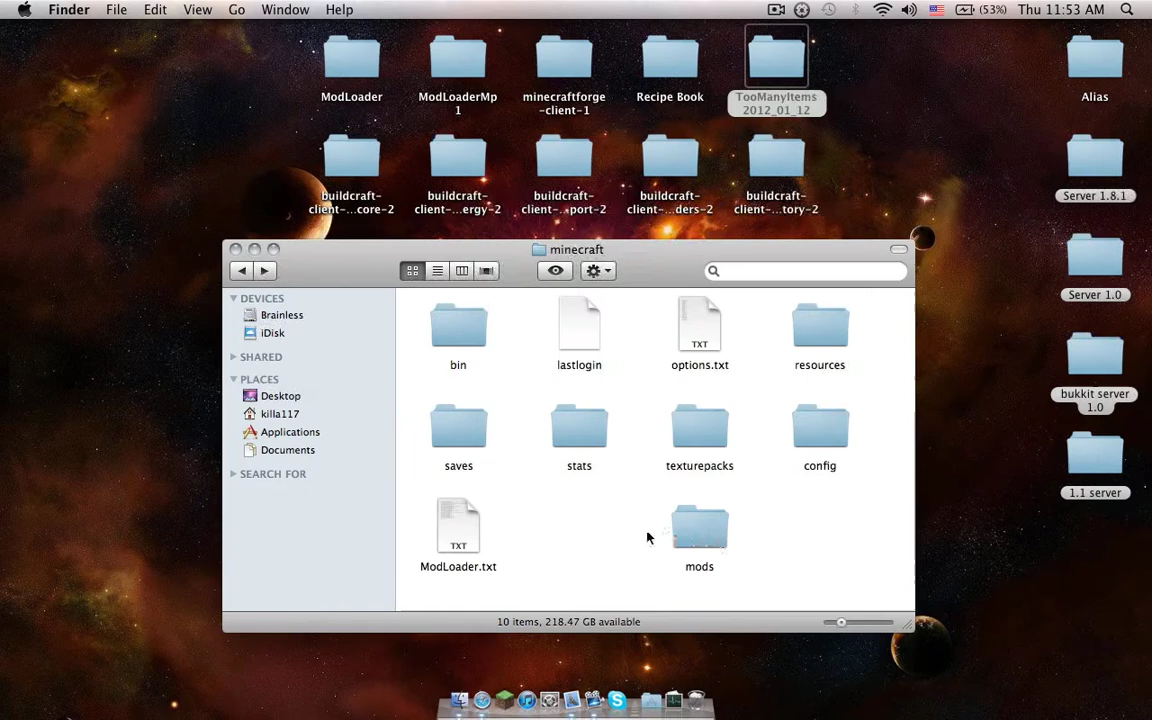 Finder File Edit View Go Window Help (53%) Thu 11:53 AM
ModLoader
ModLoaderMp
1
minecraftforge
-client-1
Recipe Book
TooManyItems
2012_01_12
Alias
buildcraft-
client-...core-2
buildcraft-
client-...ergy-2
buildcraft-
client-...port-2
buildcraft-
client-...ders-2
buildcraft-
client-...tory-2
Server 1.8.1
minecraft
DEVICES
Brainless
iDisk
SHARED
PLACES
Desktop
killa117
Applications
Documents
SEARCH FOR
bin
lastlogin
TXT
options.txt
resources
saves
stats
texturepacks
config
TXT
ModLoader.txt
mods
10 items, 218.47 GB available
Server 1.0
bukkit server
1.0
1.1 server